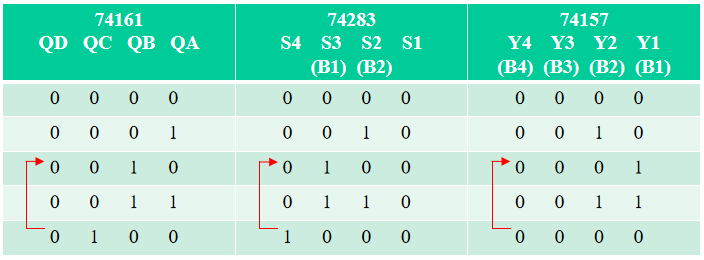 74161 74283 74157
QD QC QB QA S4 S3 S2 S1 Y4 Y3 Y2 Y1
(B1) (B2) (B4) (B3) (B2) (B1)
0 0 0 0 0 0 0 0 0 0 0 0
0 0 0 1 0 0 1 0 0 0 1 0
0 0 1 0 0 1 0 0 0 0 0 1
0 0 1 1 0 1 1 0 0 0 1 1
0 1 0 0 1 0 0 0 0 0 0 0